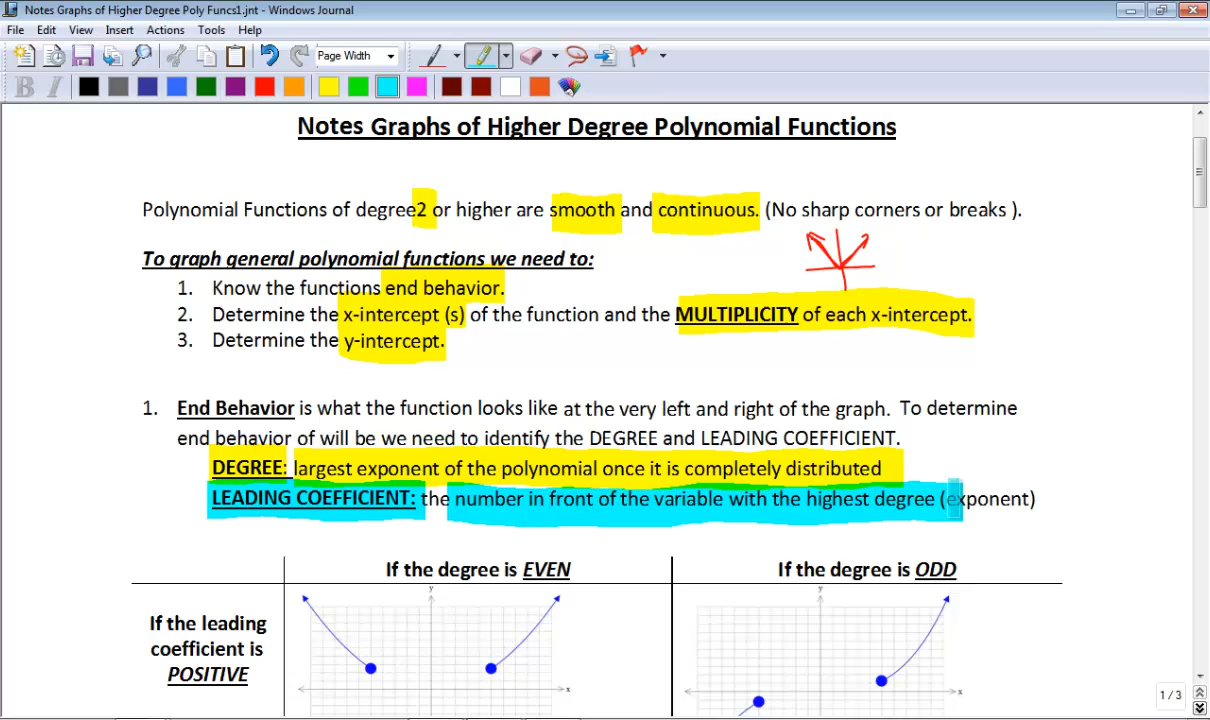 Notes Graphs of Higher Degree Poly Funcs1.jnt - Windows Journal
File Edit View Insert Actions Tools Help
Page Width
B I
Notes Graphs of Higher Degree Polynomial Functions
Polynomial Functions of degree2 or higher are smooth and continuous. (No sharp corners or breaks ).
To graph general polynomial functions we need to:
1. Know the functions end behavior.
2. Determine the x-intercept (s) of the function and the MULTIPLICITY of each x-intercept.
3. Determine the y-intercept.
1. End Behavior is what the function looks like at the very left and right of the graph. To determine
end behavior of will be we need to identify the DEGREE and LEADING COEFFICIENT.
DEGREE: largest exponent of the polynomial once it is completely distributed
LEADING COEFFICIENT: the number in front of the variable with the highest degree (exponent)
If the degree is EVEN If the degree is ODD
y y
If the leading
coefficient is
POSITIVE
x x
1 / 3